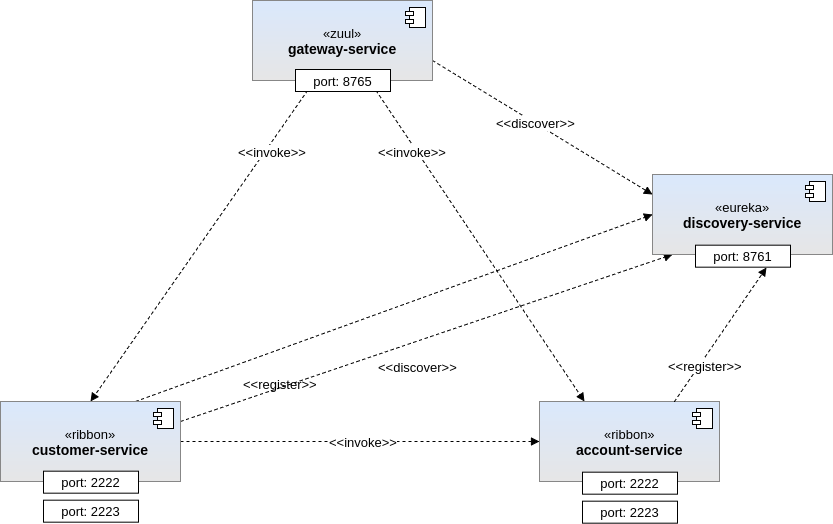 «zuul»
gateway-service
port: 8765
<<discover>>
<<invoke>>
<<invoke>>
«eureka»
discovery-service
port: 8761
<<discover>>
<<register>>
<<register>>
«ribbon»
customer-service
<<invoke>>
«ribbon»
account-service
port: 2222
port: 2223
port: 2222
port: 2223